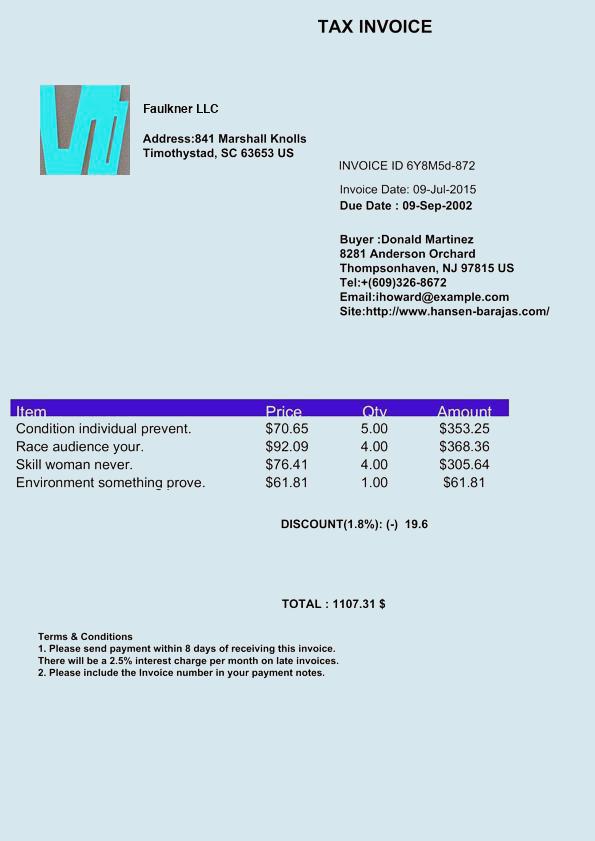 TAX INVOICE
Faulkner LLC
Address:841 Marshall Knolls
Timothystad, SC 63653 US
INVOICE ID 6Y8M5d-872
Invoice Date: 09-Jul-2015
Due Date : 09-Sep-2002
Buyer :Donald Martinez
8281 Anderson Orchard
Thompsonhaven, NJ 97815 US
Tel:+(609)326-8672
Email:ihoward@example.com
Site:http://www.hansen-barajas.com/
Item Price Qty Amount
Condition individual prevent. $70.65 5.00 $353.25
Race audience your. $92.09 4.00 $368.36
Skill woman never. $76.41 4.00 $305.64
Environment something prove. $61.81 1.00 $61.81
DISCOUNT(1.8%): (-) 19.6
TOTAL : 1107.31 $
Terms & Conditions
1. Please send payment within 8 days of receiving this invoice.
There will be a 2.5% interest charge per month on late invoices.
2. Please include the Invoice number in your payment notes.